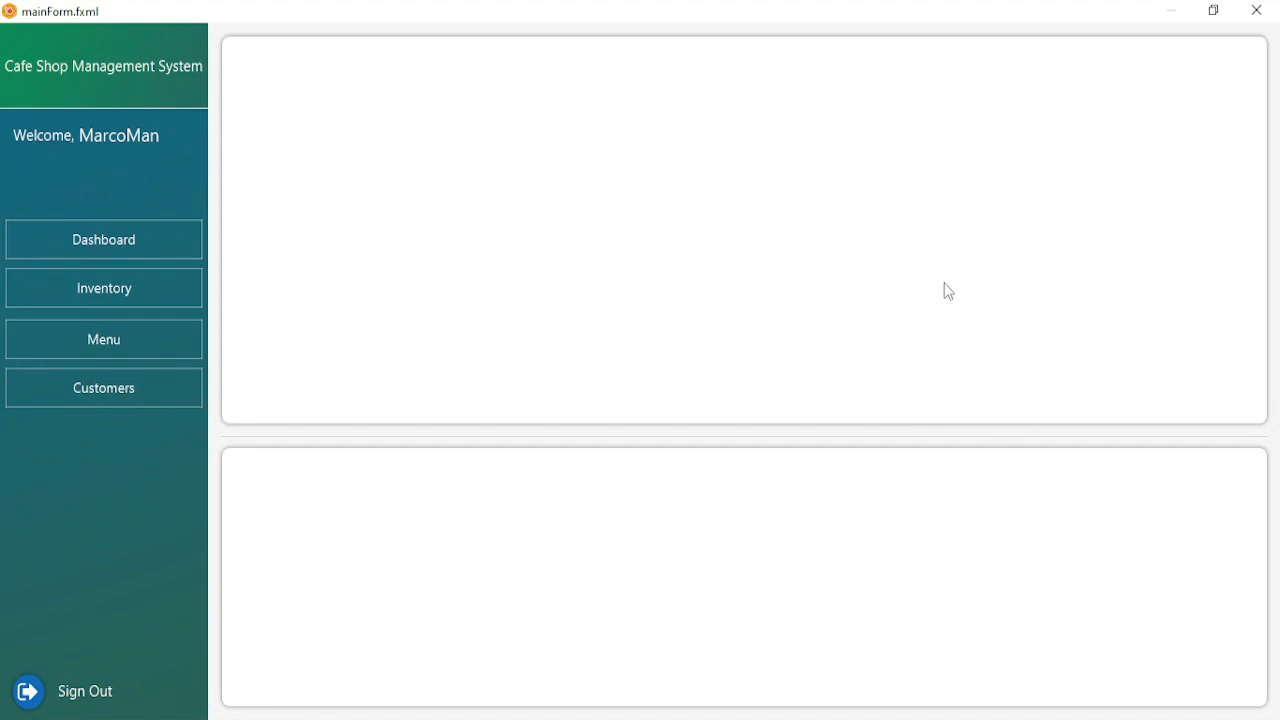 mainForm.fxml
Cafe Shop Management System
Welcome, MarcoMan
Dashboard
Inventory
Menu
Customers
Sign Out